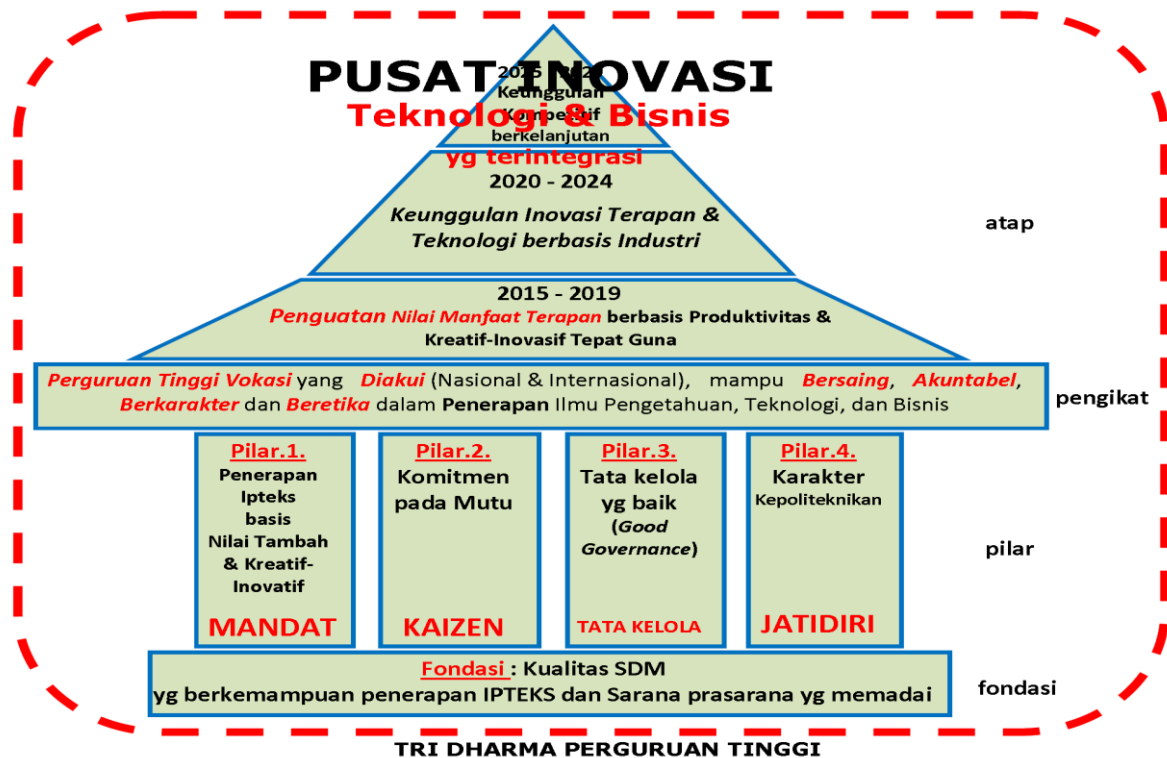 PUSAT INOVASI
Teknologi & Bisnis
yg terintegrasi
Keunggulan
Kompetitif
berkelanjutan
2020 - 2024
Keunggulan Inovasi Terapan &
Teknologi berbasis Industri
atap
2015 - 2019
Penguatan Nilai Manfaat Terapan berbasis Produktivitas &
Kreatif-Inovasif Tepat Guna
Perguruan Tinggi Vokasi yang Diakui (Nasional & Internasional), mampu Bersaing, Akuntabel,
Berkarakter dan Beretika dalam Penerapan Ilmu Pengetahuan, Teknologi, dan Bisnis
pengikat
Pilar.1.
Penerapan
Ipteks
basis
Nilai Tambah
& Kreatif-
Inovatif
MANDAT
Pilar.2.
Komitmen
pada Mutu
KAIZEN
Pilar.3.
Tata kelola
yg baik
(Good
Governance)
TATA KELOLA
Pilar.4.
Karakter
Kepoliteknikan
JATIDIRI
pilar
Fondasi : Kualitas SDM
yg berkemampuan penerapan IPTEKS dan Sarana prasarana yg memadai
fondasi
TRI DHARMA PERGURUAN TINGGI